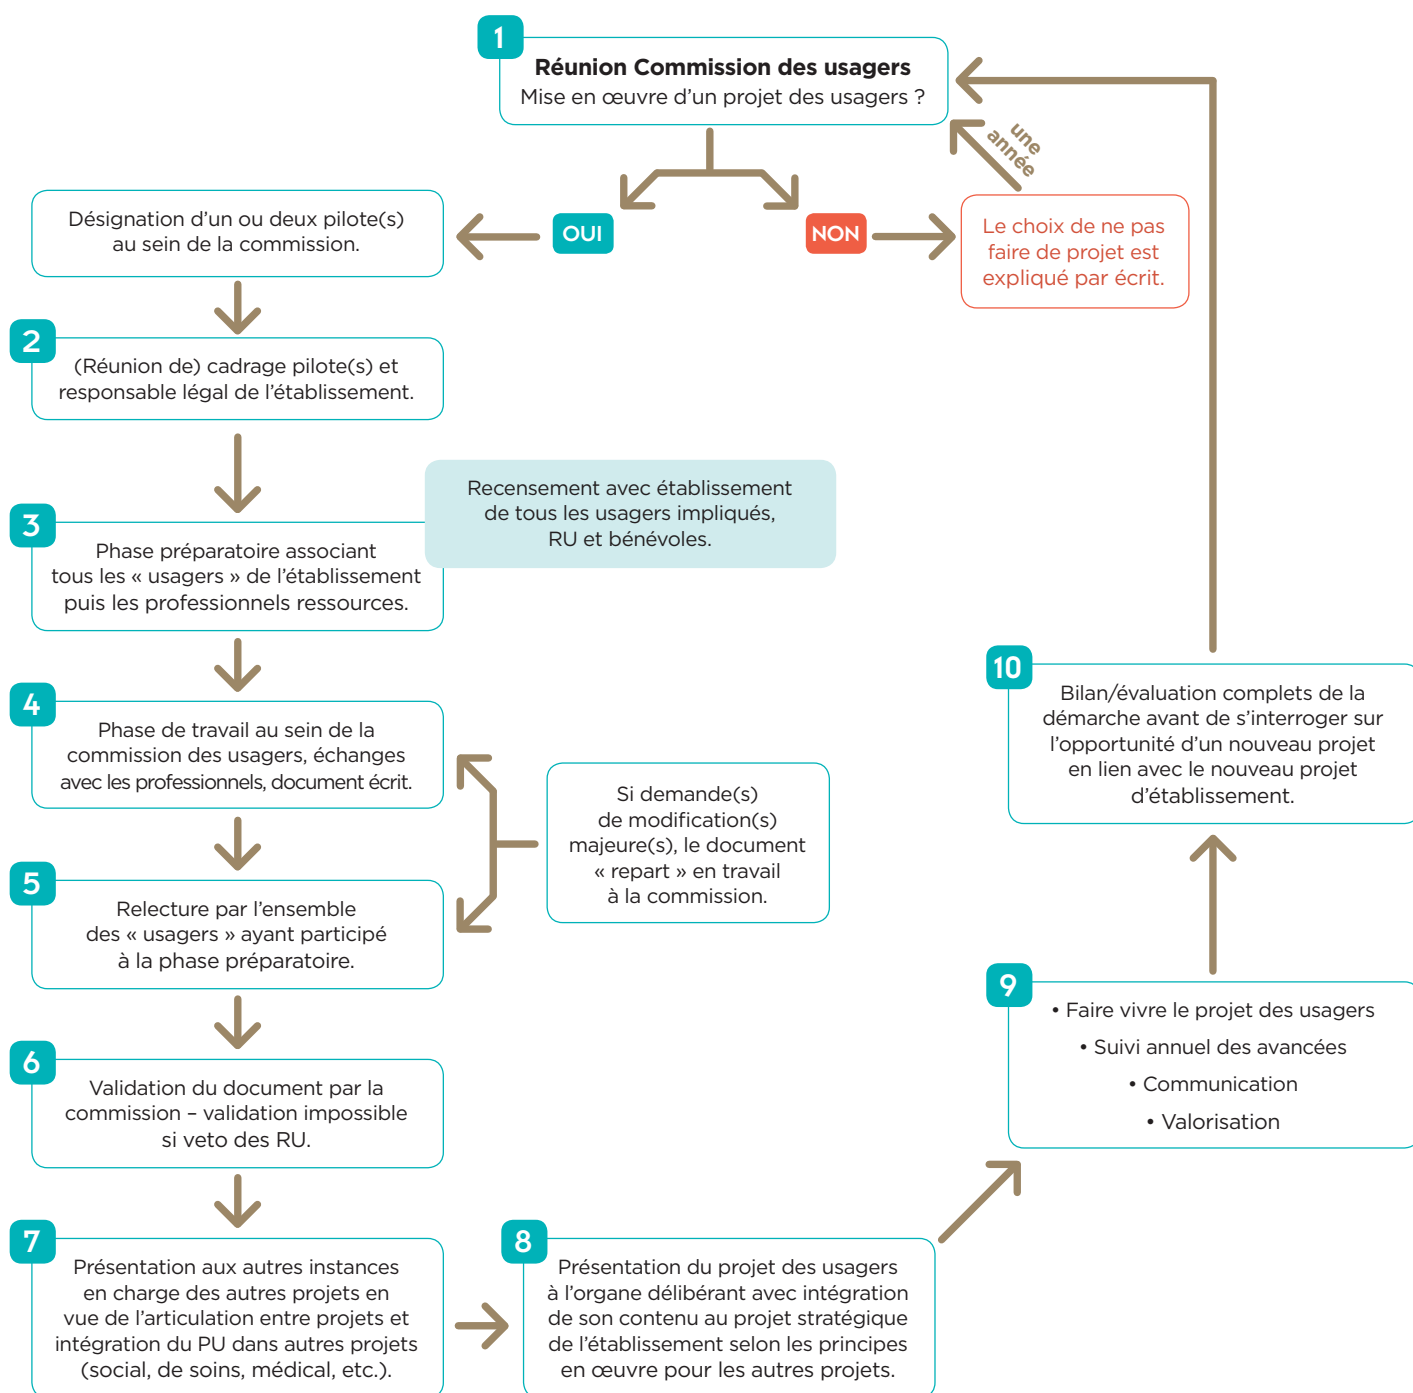 1
Réunion Commission des usagers
Mise en œuvre d’un projet des usagers ?
une
année
OUI
NON
Le choix de ne pas
faire de projet est
expliqué par écrit.
Désignation d’un ou deux pilote(s)
au sein de la commission.
2
(Réunion de) cadrage pilote(s) et
responsable légal de l’établissement.
Recensement avec établissement
de tous les usagers impliqués,
RU et bénévoles.
3
Phase préparatoire associant
tous les « usagers » de l’établissement
puis les professionnels ressources.
4
Phase de travail au sein de la
commission des usagers, échanges
avec les professionnels, document écrit.
Si demande(s)
de modification(s)
majeure(s), le document
« repart » en travail
à la commission.
5
Relecture par l’ensemble
des « usagers » ayant participé
à la phase préparatoire.
6
Validation du document par la
commission – validation impossible
si veto des RU.
7
Présentation aux autres instances
en charge des autres projets en
vue de l’articulation entre projets et
intégration du PU dans autres projets
(social, de soins, médical, etc.).
8
Présentation du projet des usagers
à l’organe délibérant avec intégration
de son contenu au projet stratégique
de l’établissement selon les principes
en œuvre pour les autres projets.
9
• Faire vivre le projet des usagers
• Suivi annuel des avancées
• Communication
• Valorisation
10
Bilan/évaluation complets de la
démarche avant de s’interroger sur
l’opportunité d’un nouveau projet
en lien avec le nouveau projet
d’établissement.